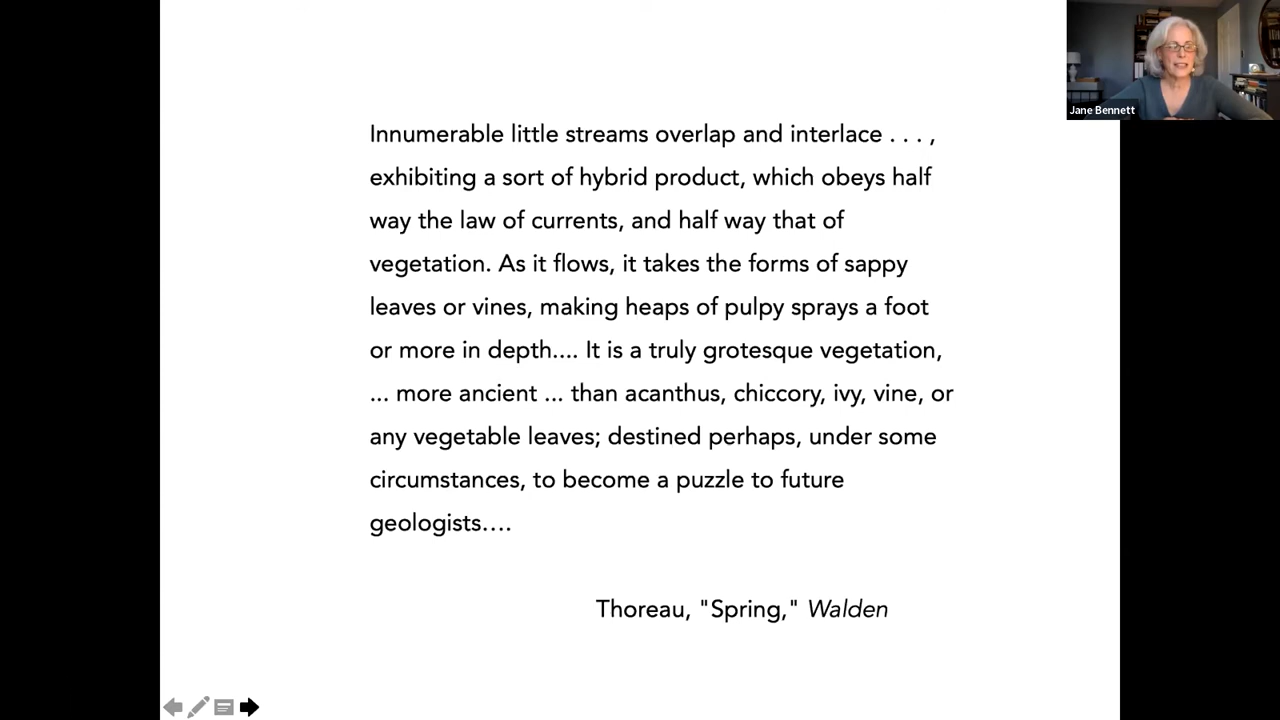 Jane Bennett
Innumerable little streams overlap and interlace . . . ,
exhibiting a sort of hybrid product, which obeys half
way the law of currents, and half way that of
vegetation. As it flows, it takes the forms of sappy
leaves or vines, making heaps of pulpy sprays a foot
or more in depth.... It is a truly grotesque vegetation,
... more ancient ... than acanthus, chiccory, ivy, vine, or
any vegetable leaves; destined perhaps, under some
circumstances, to become a puzzle to future
geologists….
Thoreau, "Spring," Walden